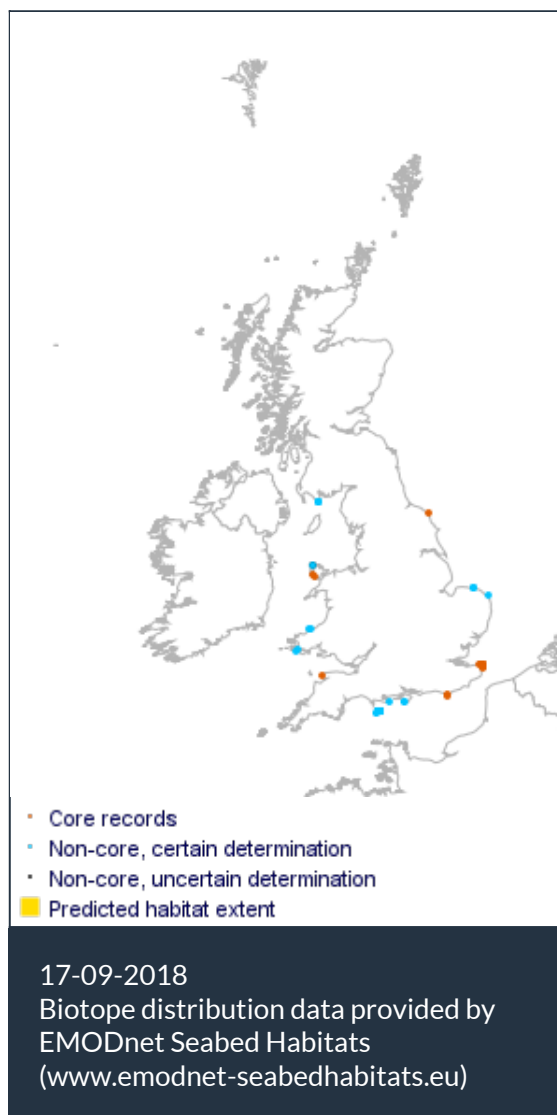 Core records
Non-core, certain determination
Non-core, uncertain determination
Predicted habitat extent
17-09-2018
Biotope distribution data provided by
EMODnet Seabed Habitats
(www.emodnet-seabedhabitats.eu)